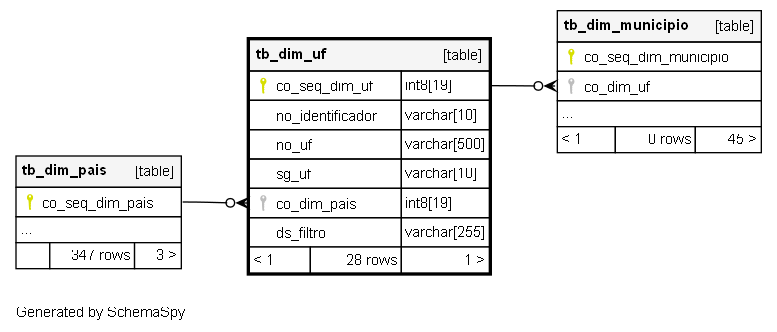 tb_dim_municipio [table]
co_seq_dim_municipio
co_dim_uf
...
< 1 0 rows 45 >
tb_dim_uf [table]
co_seq_dim_uf int8[19]
no_identificador varchar[10]
no_uf varchar[500]
sg_uf varchar[10]
co_dim_pais int8[19]
ds_filtro varchar[255]
< 1 28 rows 1 >
tb_dim_pais [table]
co_seq_dim_pais
...
347 rows 3 >
Generated by SchemaSpy